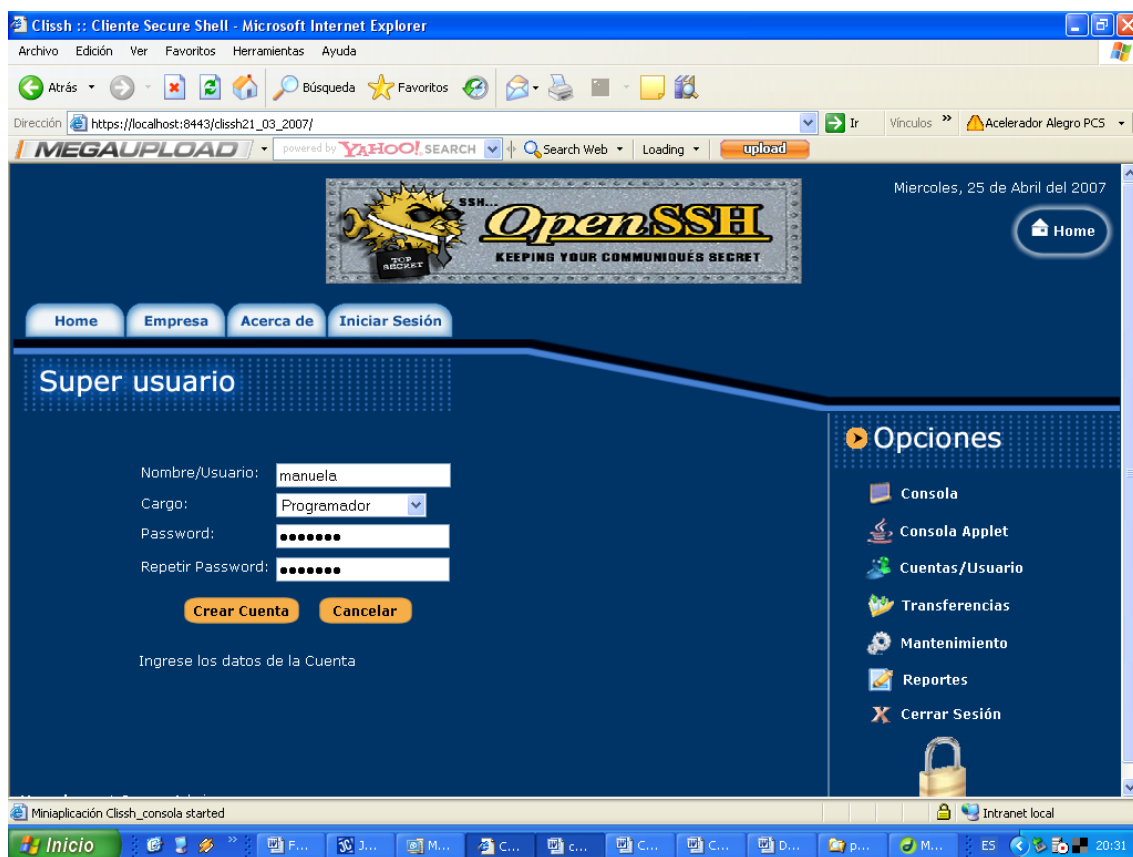 Clissh :: Cliente Secure Shell - Microsoft Internet Explorer
Archivo Edición Ver Favoritos Herramientas Ayuda
Atrás Búsqueda Favoritos
Dirección https://localhost:8443/clissh21_03_2007/ Ir Vínculos » Acelerador Alegro PCS
MEGAUPLOAD powered by YAHOO! SEARCH Search Web Loading upload
Miercoles, 25 de Abril del 2007
SSH...
OpenSSH
KEEPING YOUR COMMUNIQUÉS SECRET
TOP SECRET
Home
Home Empresa Acerca de Iniciar Sesión
Super usuario
Nombre/Usuario: manuela
Cargo: Programador
Password: ●●●●●●●
Repetir Password: ●●●●●●●
Crear Cuenta Cancelar
Ingrese los datos de la Cuenta
Opciones
Consola
Consola Applet
Cuentas/Usuario
Transferencias
Mantenimiento
Reportes
Cerrar Sesión
Miniaplicación Clissh_consola started Intranet local
Inicio » F... J... M... C... c... C... C... D... p... M... ES 20:31